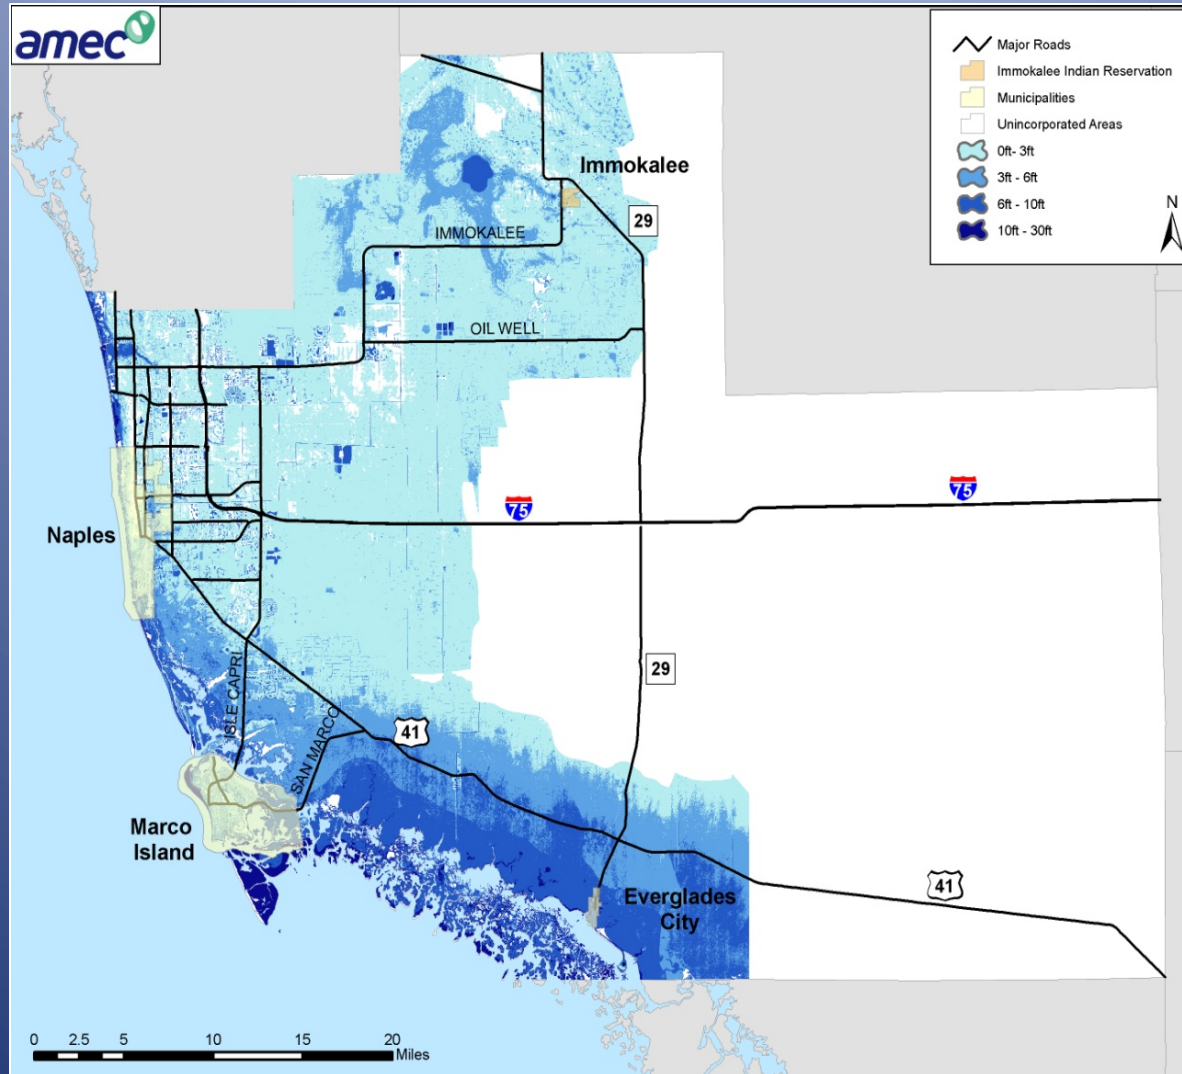 amec
Major Roads
Immokalee Indian Reservation
Municipalities
Unincorporated Areas
0ft- 3ft
3ft - 6ft
6ft - 10ft
10ft - 30ft
N
Immokalee
29
IMMOKALEE
OIL WELL
75
75
Naples
29
ISLE CAPRI
SAN MARCO
41
Marco
Island
Everglades
City
41
0 2.5 5 10 15 20
Miles